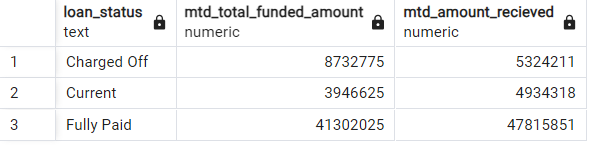 loan_status mtd_total_funded_amount mtd_amount_recieved
text numeric numeric
1 Charged Off 8732775 5324211
2 Current 3946625 4934318
3 Fully Paid 41302025 47815851